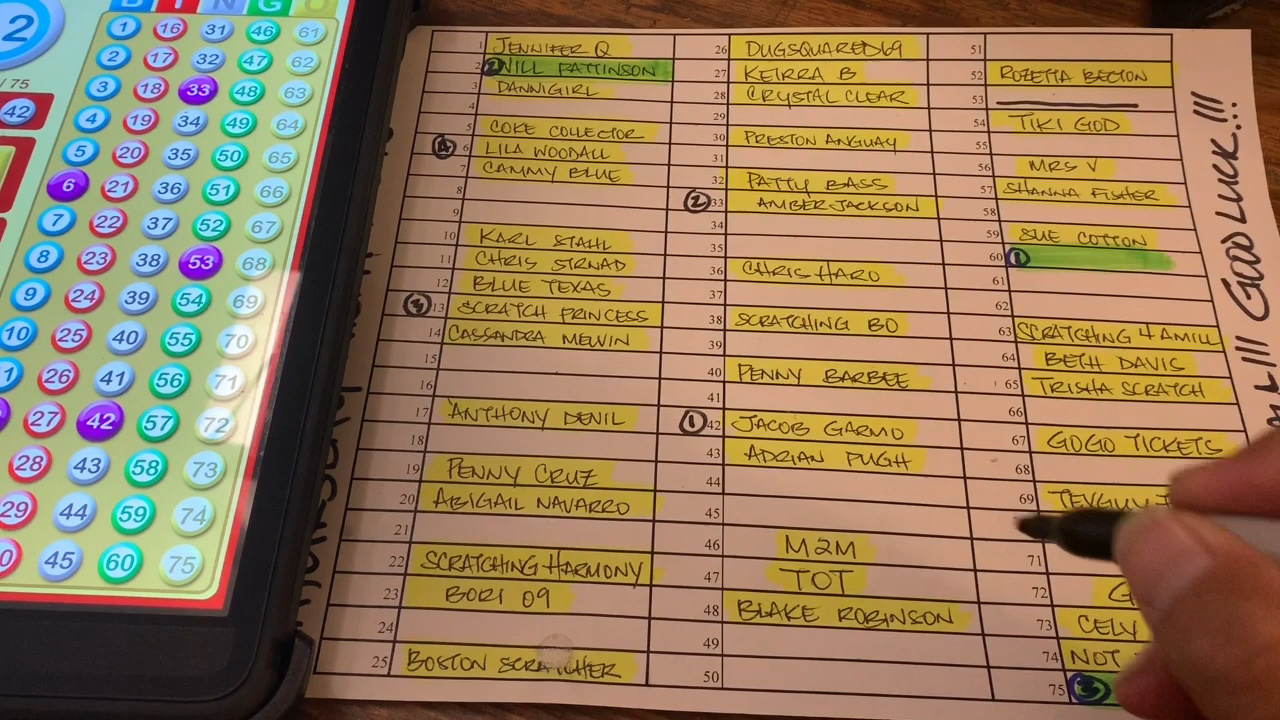 B I N G O
2
/ 75
42
1 16 31 46 61
2 17 32 47 62
3 18 33 48 63
4 19 34 49 64
5 20 35 50 65
6 21 36 51 66
7 22 37 52 67
8 23 38 53 68
9 24 39 54 69
10 25 40 55 70
26 41 56 71
27 42 57 72
28 43 58 73
29 44 59 74
45 60 75
1 JENNIFER Q
2 2 WILL PATTINSON
3 DANNIGIRL
4
5 COKE COLLECTOR
4 6 LILA WOODALL
7 CAMMY BLUE
8
9
10 KARL STAHL
11 CHRIS STRNAD
12 BLUE TEXAS
3 13 SCRATCH PRINCESS
14 CASSANDRA MELVIN
15
16
17 ANTHONY DENIL
18
19 PENNY CRUZ
20 ABIGAIL NAVARRO
21
22 SCRATCHING HARMONY
23 BORI 09
24
25 BOSTON SCRATCHER
26 DUGSQUARED69
27 KEIRRA B
28 CRYSTAL CLEAR
29
30 PRESTON ANGUAY
31
32 PATTY BASS
2 33 AMBER JACKSON
34
35
36 CHRIS HARO
37
38 SCRATCHING BO
39
40 PENNY BARBEE
41
1 42 JACOB GARMO
43 ADRIAN PUGH
44
45
46 M2M
47 TOT
48 BLAKE ROBINSON
49
50
51
52 ROZETTA BECTON
53
54 TIKI GOD
55
56 MRS V
57 SHANNA FISHER
58
59 SUE COTTON
60 1
61
62
63 SCRATCHING 4 A MILL
64 BETH DAVIS
65 TRISHA SCRATCH
66
67 GOGO TICKETS
68
69
71
72 G
73 CELY
74 NOT
75 3
GOOD LUCK!!!